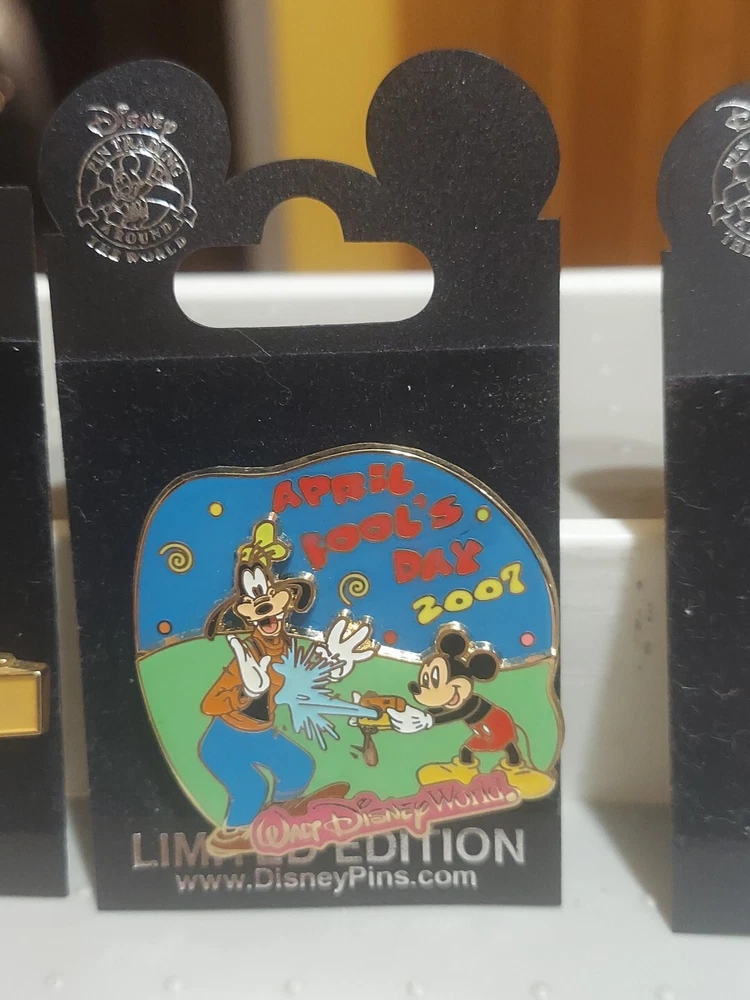 DISNEY
PIN TRADING
AROUND
THE WORLD
APRIL
FOOL'S
DAY
2007
WALT DISNEY WORLD.
LIMITED EDITION
www.DisneyPins.com